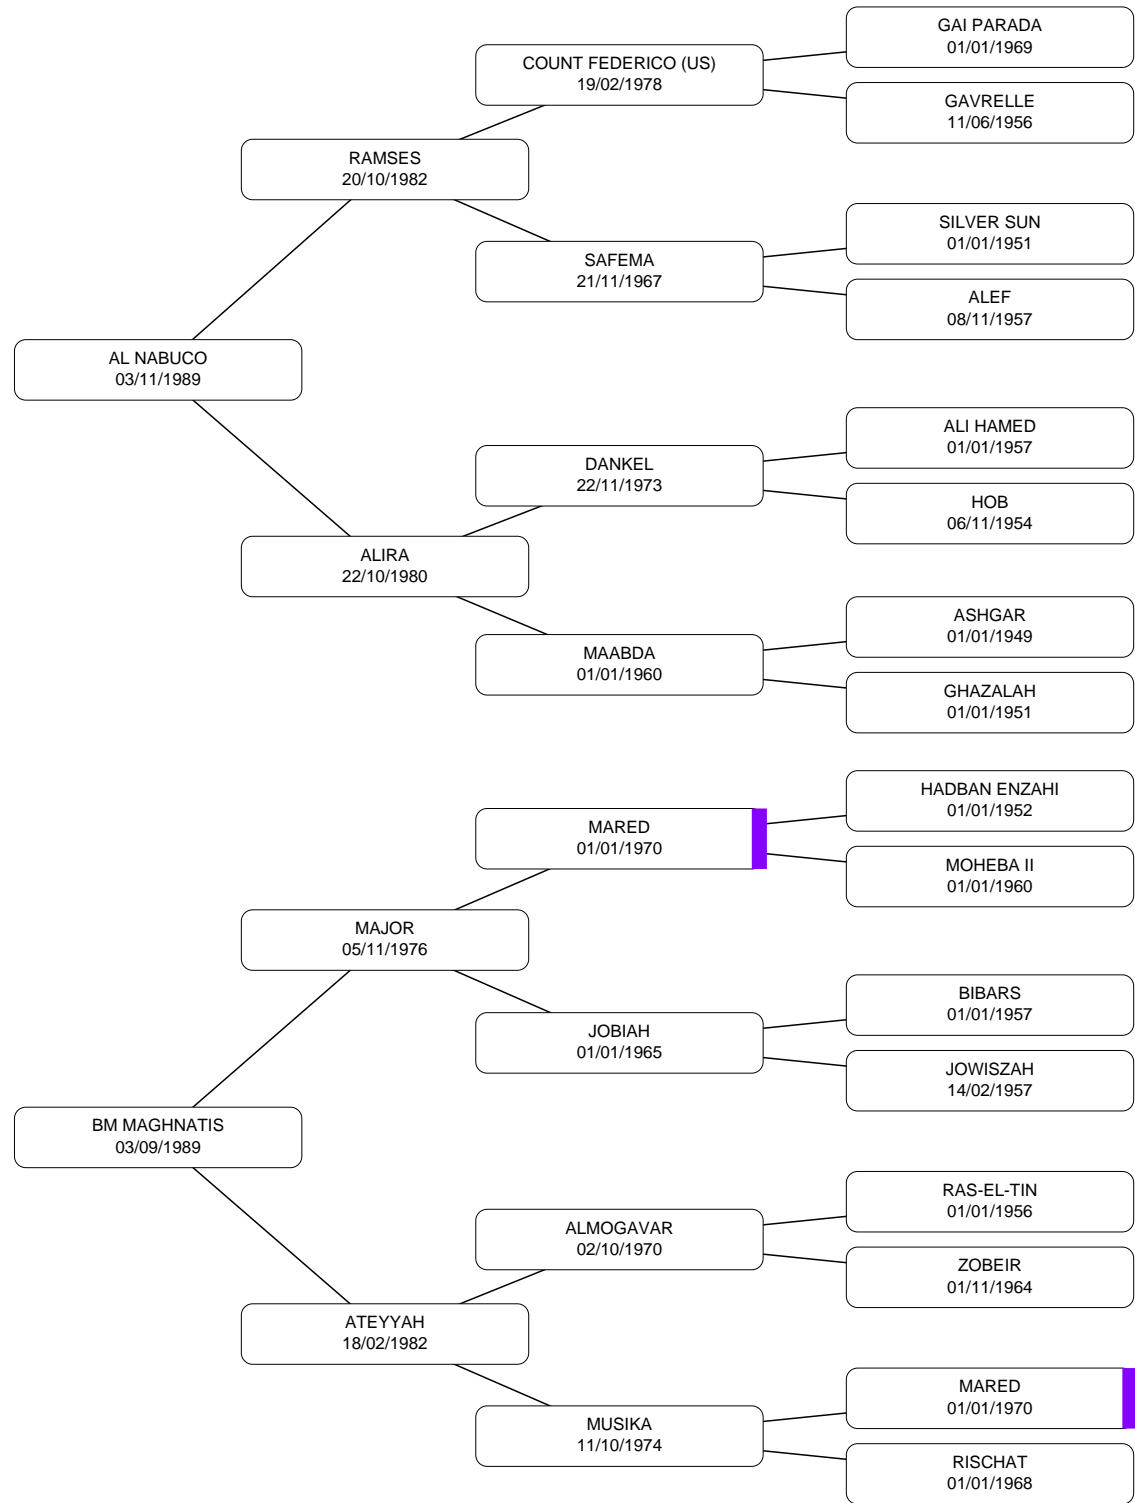 GAI PARADA
01/01/1969
COUNT FEDERICO (US)
19/02/1978
GAVRELLE
11/06/1956
RAMSES
20/10/1982
SILVER SUN
01/01/1951
SAFEMA
21/11/1967
ALEF
08/11/1957
AL NABUCO
03/11/1989
ALI HAMED
01/01/1957
DANKEL
22/11/1973
HOB
06/11/1954
ALIRA
22/10/1980
ASHGAR
01/01/1949
MAABDA
01/01/1960
GHAZALAH
01/01/1951
HADBAN ENZAHI
01/01/1952
MARED
01/01/1970
MOHEBA II
01/01/1960
MAJOR
05/11/1976
BIBARS
01/01/1957
JOBIAH
01/01/1965
JOWISZAH
14/02/1957
BM MAGHNATIS
03/09/1989
RAS-EL-TIN
01/01/1956
ALMOGAVAR
02/10/1970
ZOBEIR
01/11/1964
ATEYYAH
18/02/1982
MARED
01/01/1970
MUSIKA
11/10/1974
RISCHAT
01/01/1968